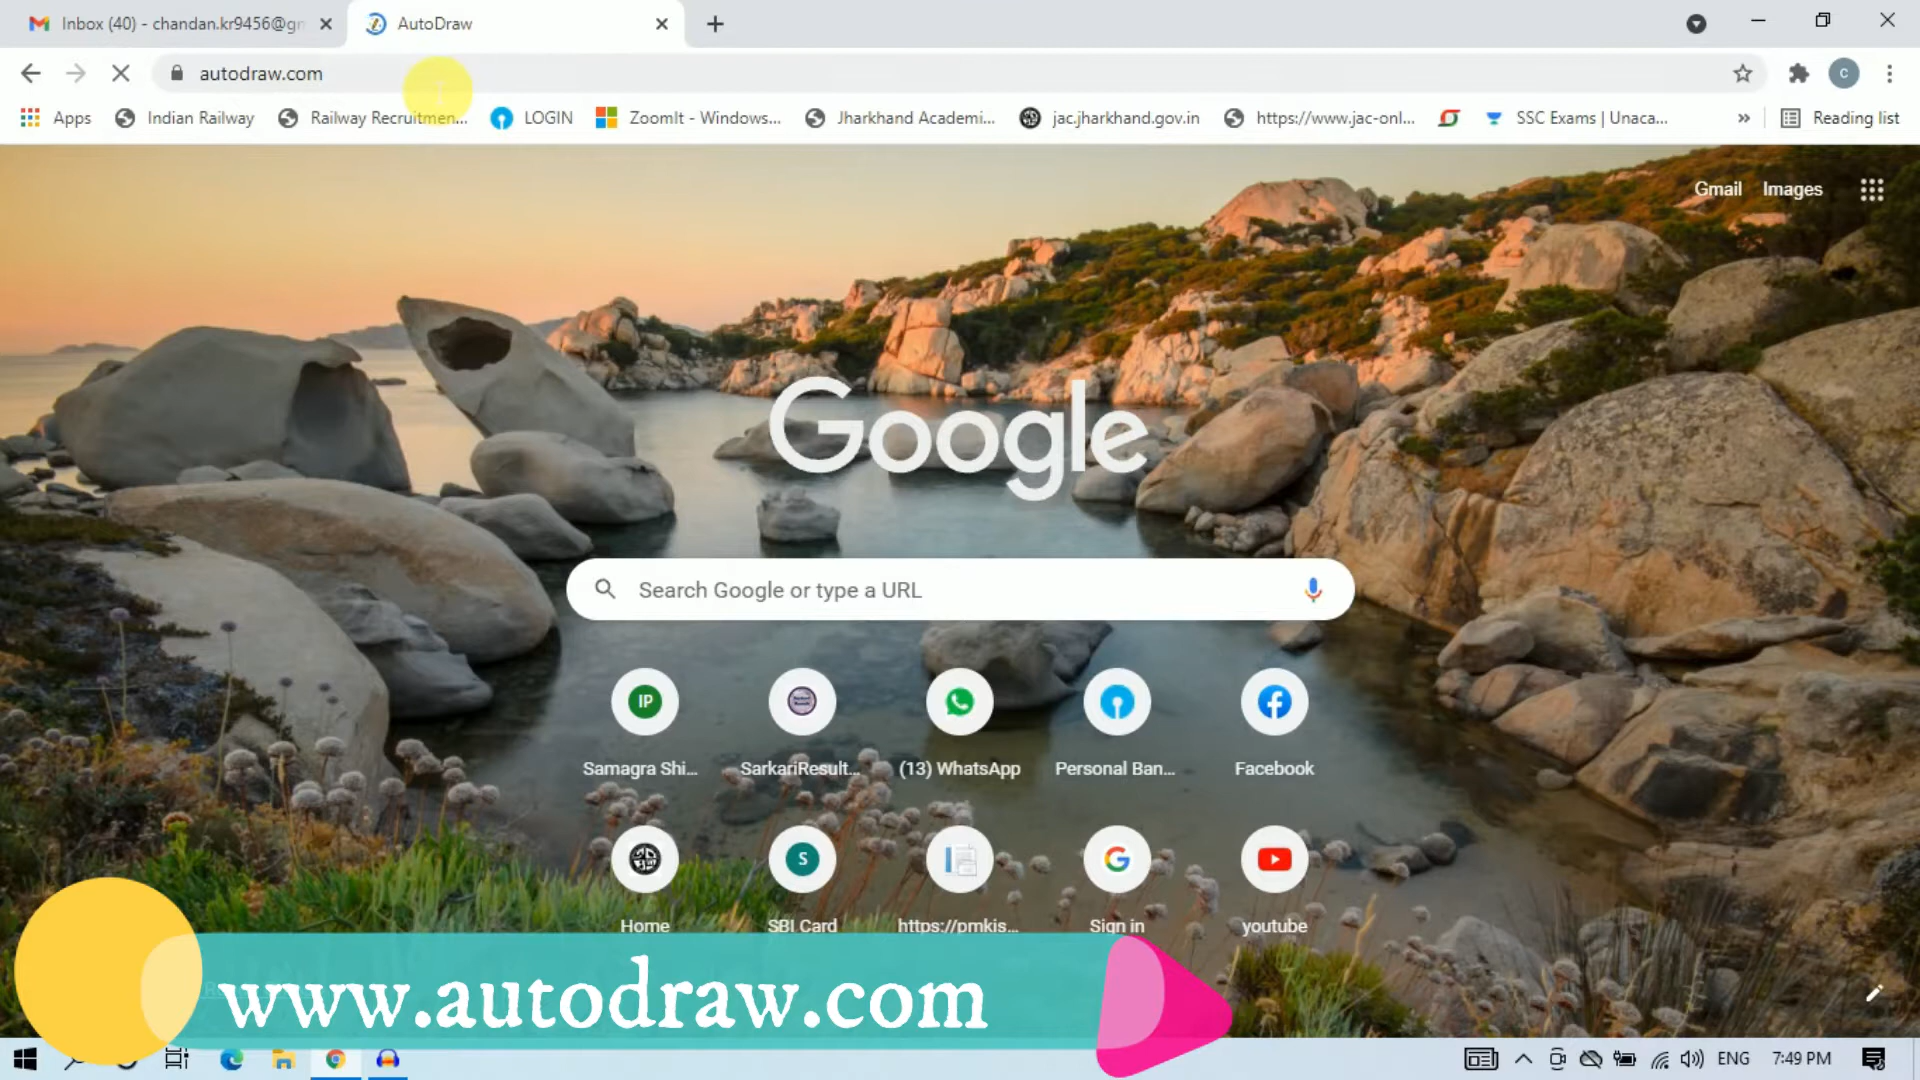 Inbox (40) - chandan.kr9456@gm
AutoDraw
autodraw.com
Apps
Indian Railway
Railway Recruitmen...
LOGIN
ZoomIt - Windows...
Jharkhand Academi...
jac.jharkhand.gov.in
https://www.jac-onl...
SSC Exams | Unaca...
»
Reading list
C
Gmail
Images
Google
Search Google or type a URL
IP
Samagra Shi...
SarkariResult...
(13) WhatsApp
Personal Ban...
Facebook
S
Home
SBI Card
https://pmkis...
Sign in
youtube
www.autodraw.com
ENG
7:49 PM